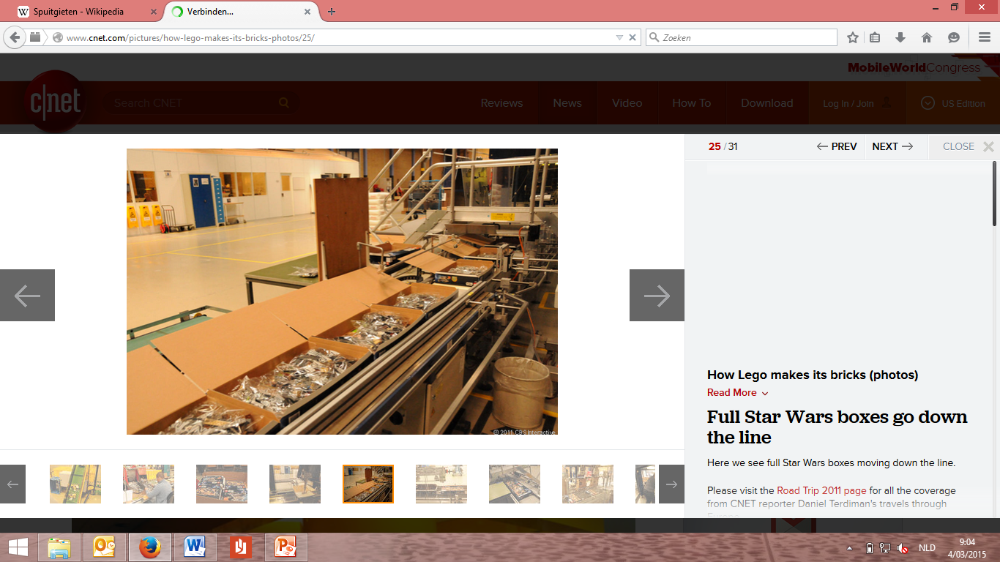 Spuitgieten - Wikipedia
Verbinden...
www.cnet.com/pictures/how-lego-makes-its-bricks-photos/25/
Zoeken
MobileWorldCongress
c|net
Search CNET
Reviews
News
Video
How To
Download
Log In / Join
US Edition
25 / 31
PREV
NEXT
CLOSE
© 2011 CBS Interactive
How Lego makes its bricks (photos)
Read More
Full Star Wars boxes go down
the line
Here we see full Star Wars boxes moving down the line.
Please visit the Road Trip 2011 page for all the coverage
from CNET reporter Daniel Terdiman's travels through
Europe
NLD
9:04
4/03/2015